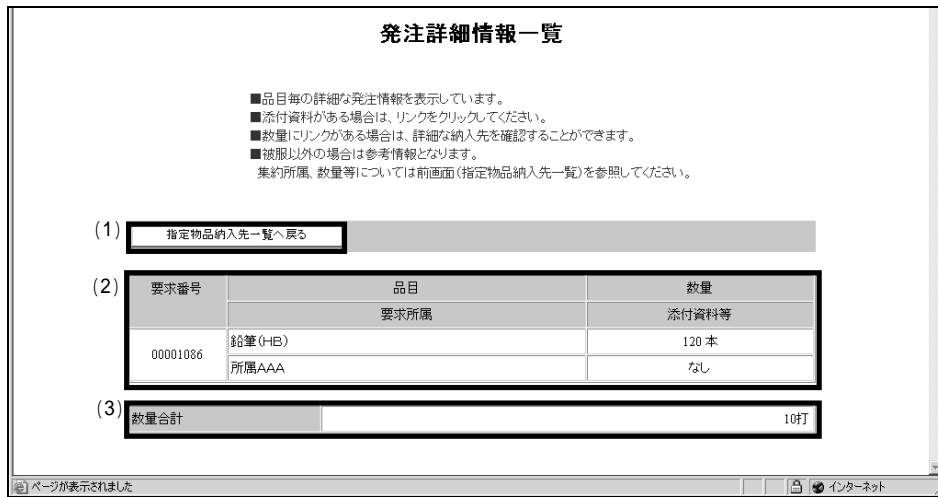 発注詳細情報一覧
■品目毎の詳細な発注情報を表示しています。
■添付資料がある場合は、リンクをクリックしてください。
■数量にリンクがある場合は、詳細な納入先を確認することができます。
■被服以外の場合は参考情報となります。
集約所属、数量等については前画面(指定物品納入先一覧)を参照してください。
(1) 指定物品納入先一覧へ戻る
(2) 要求番号 品目 数量
要求所属 添付資料等
00001086 鉛筆(HB) 120 本
所属AAA なし
(3) 数量合計 10打
ページが表示されました インターネット